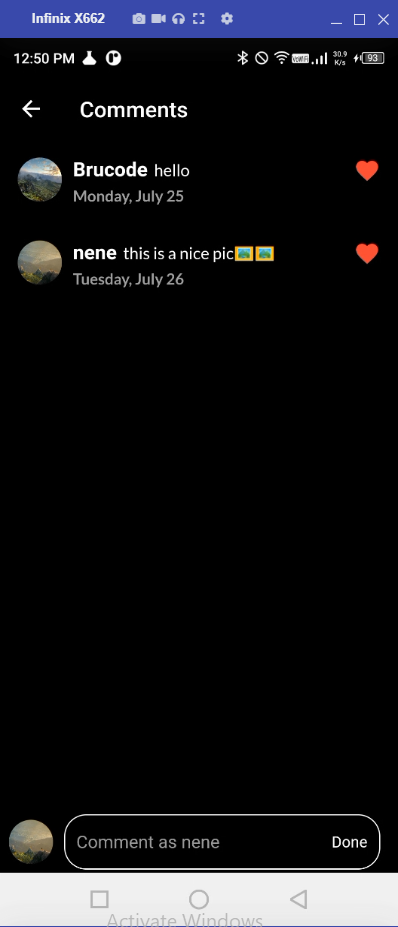 Infinix X662
12:50 PM
VoWiFi
30.9
K/s
93
Comments
Brucode hello
Monday, July 25
nene this is a nice pic🖼️🖼️
Tuesday, July 26
Comment as nene
Done
Activate Windows